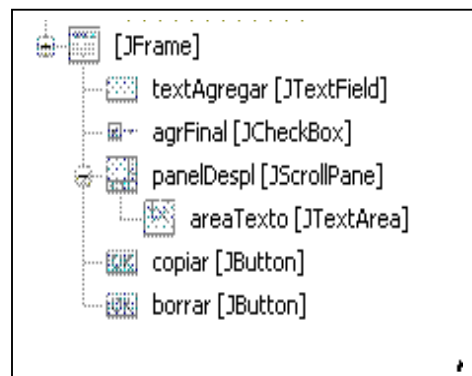 [JFrame]
textAgregar [JTextField]
agrFinal [JCheckBox]
panelDespl [JScrollPane]
areaTexto [JTextArea]
copiar [JButton]
borrar [JButton]